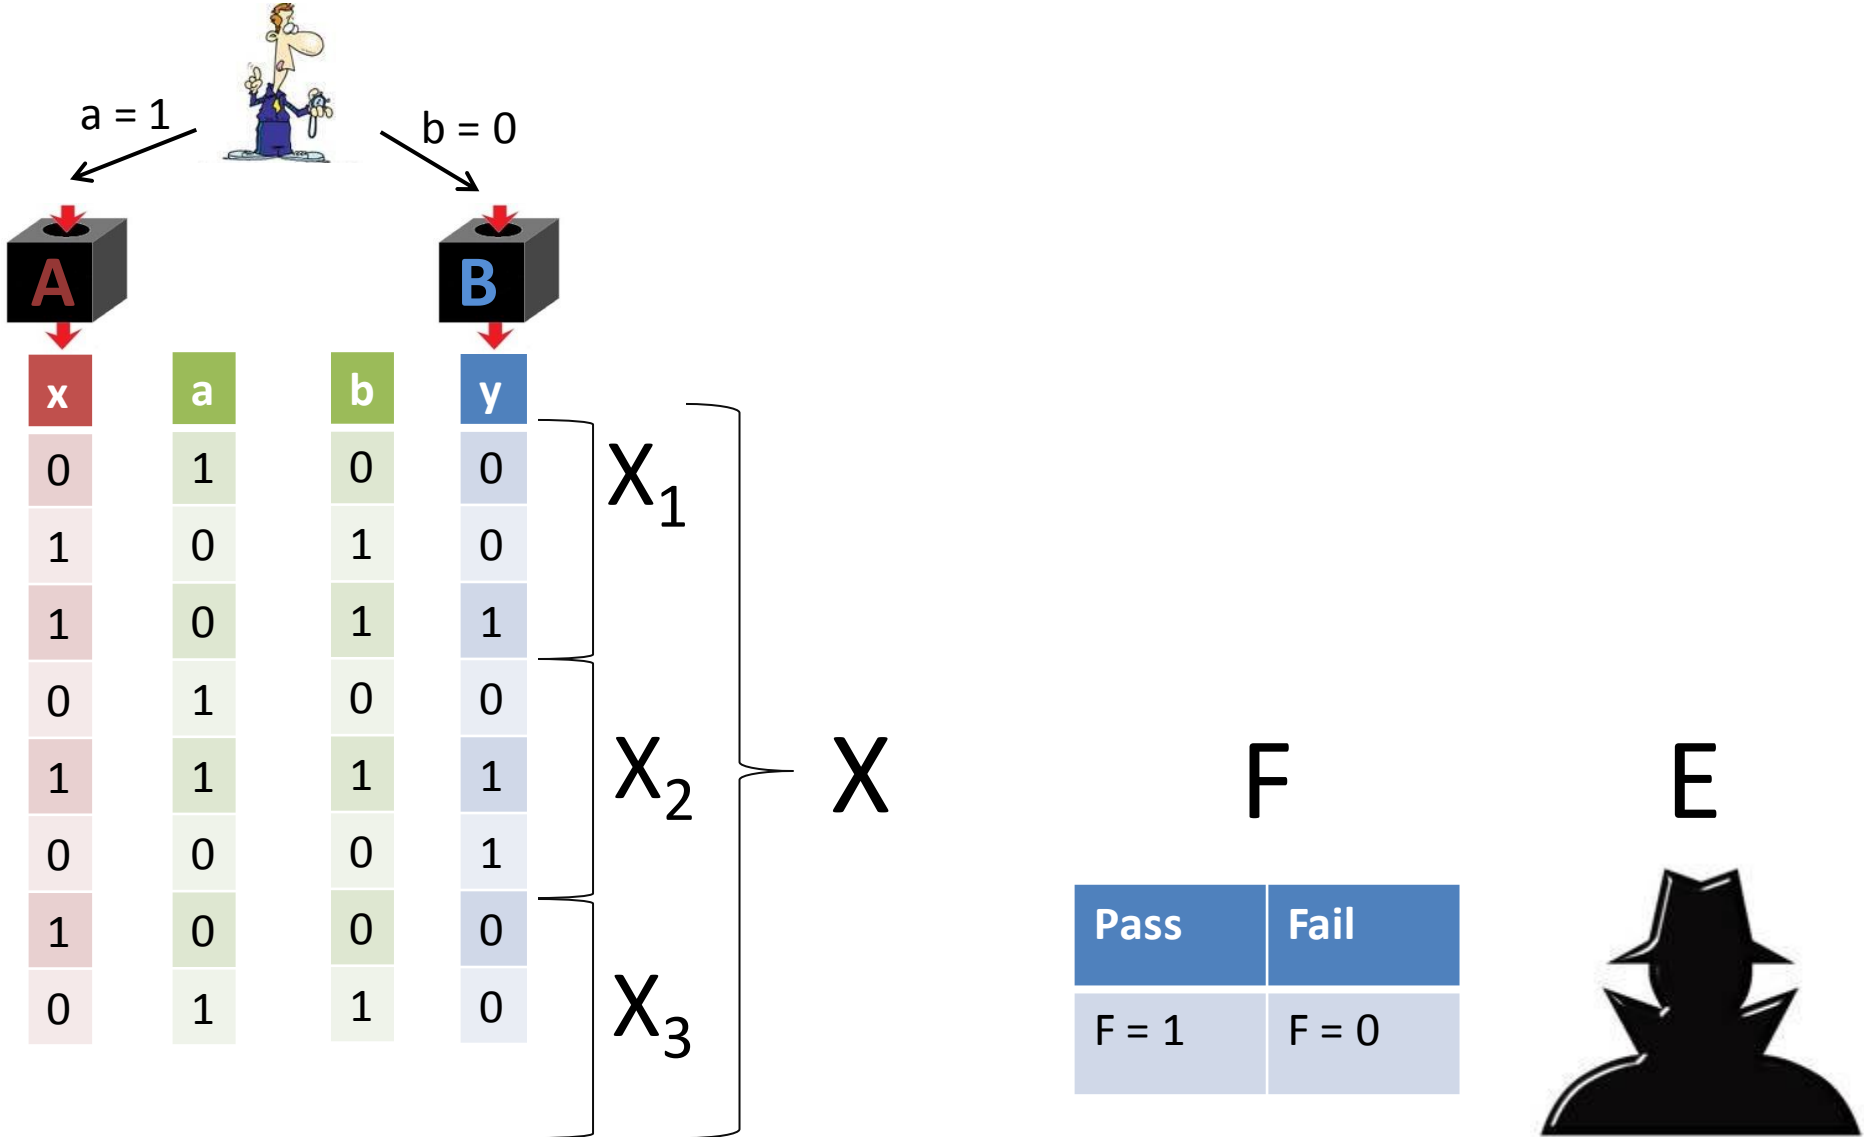 a = 1
b = 0
A
B
x a b y
0 1 0 0
1 0 1 0
1 0 1 1
0 1 0 0
1 1 1 1
0 0 0 1
1 0 0 0
0 1 1 0
X1
X2
X3
X
F
E
Pass Fail
F = 1 F = 0